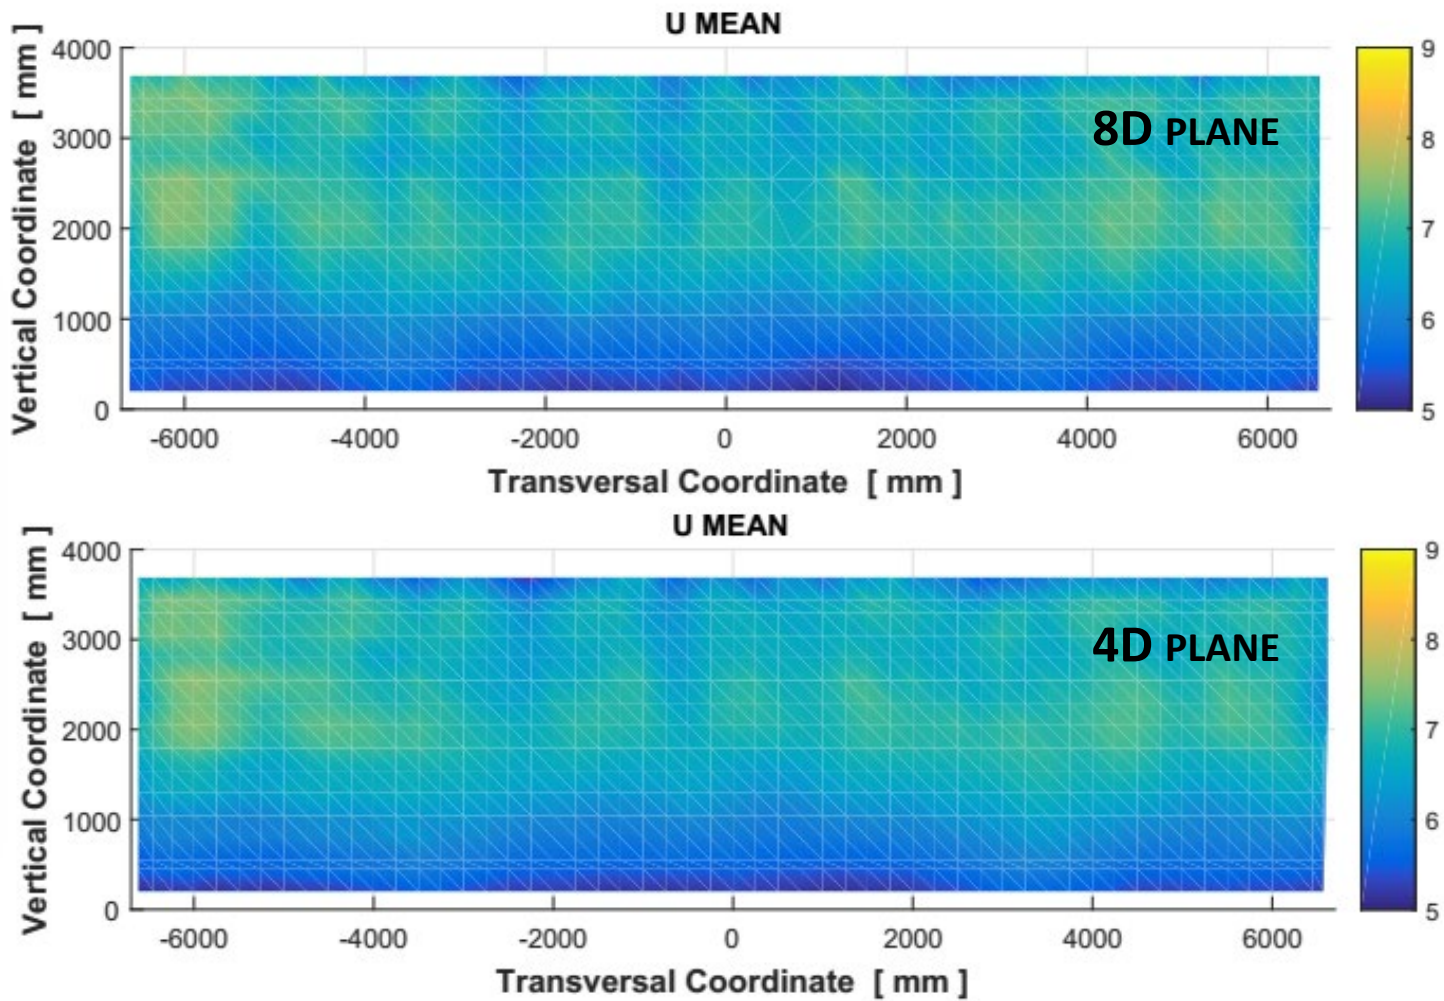 U MEAN
Vertical Coordinate [ mm ]
4000
3000
2000
1000
0
8D PLANE
9
8
7
6
5
-6000 -4000 -2000 0 2000 4000 6000
Transversal Coordinate [ mm ]
U MEAN
Vertical Coordinate [ mm ]
4000
3000
2000
1000
0
4D PLANE
9
8
7
6
5
-6000 -4000 -2000 0 2000 4000 6000
Transversal Coordinate [ mm ]